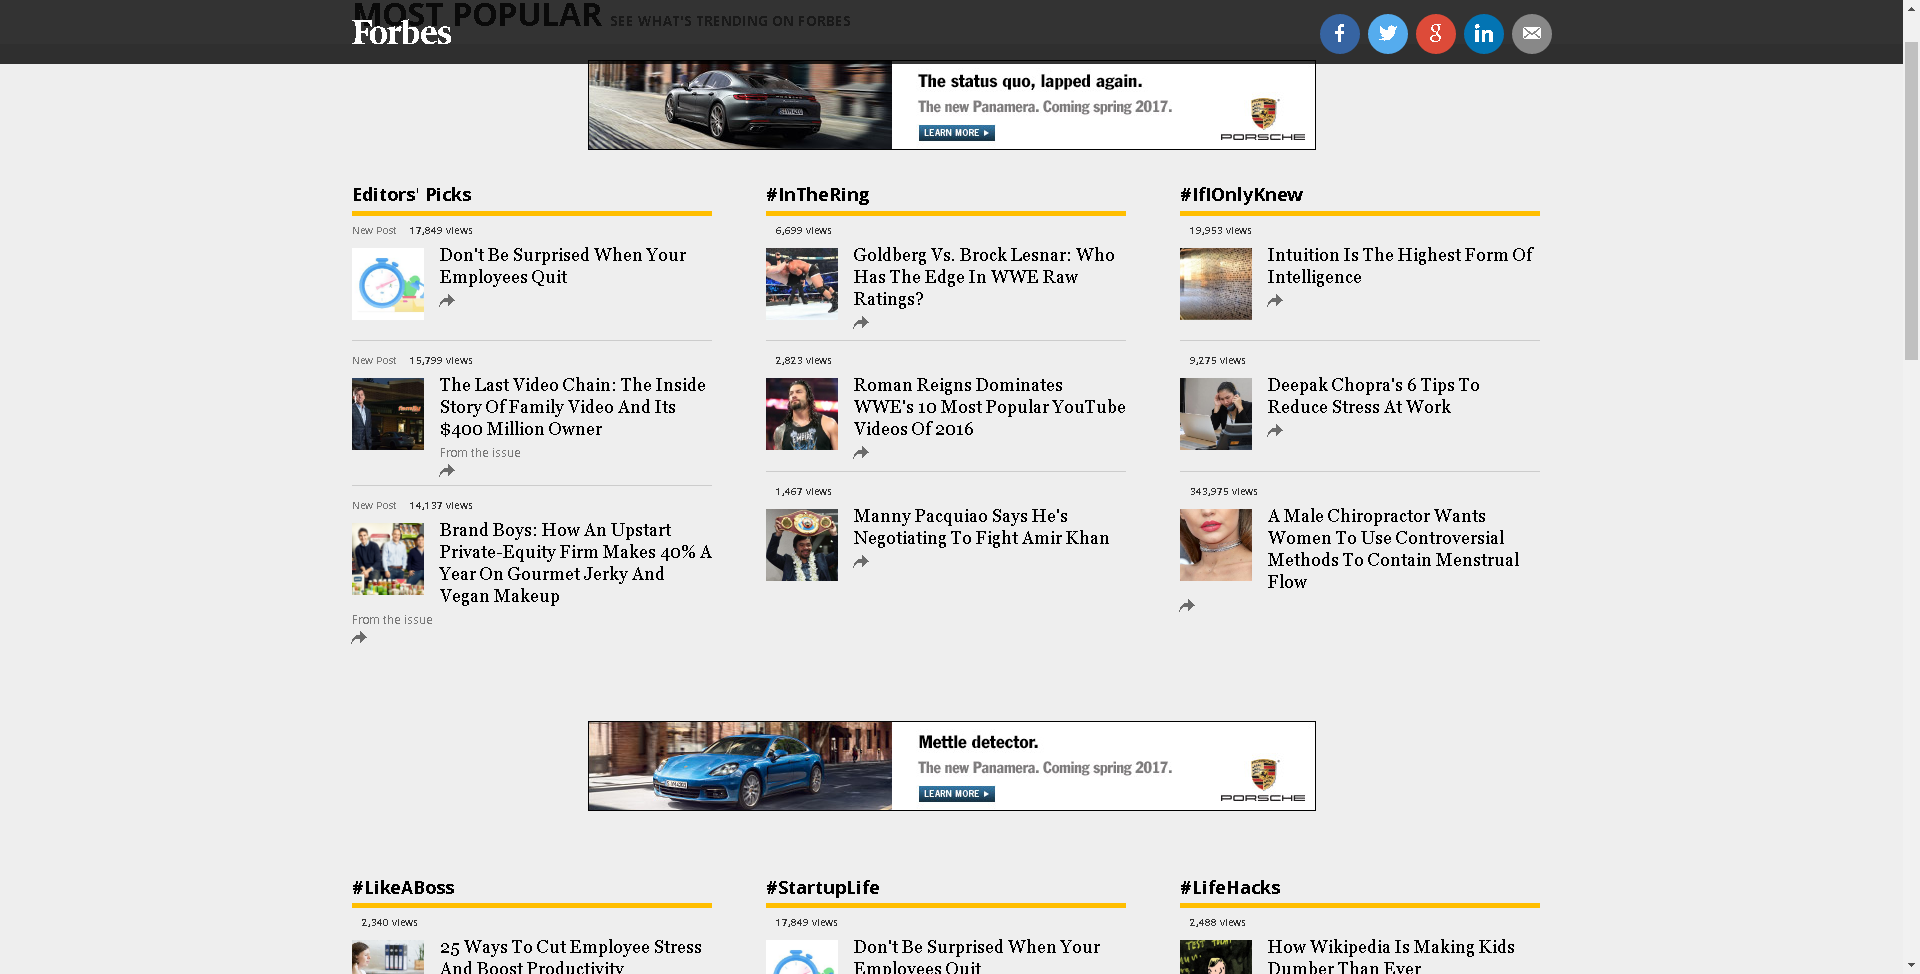 MOST POPULAR SEE WHAT'S TRENDING ON FORBES
Forbes
The status quo, lapped again.
The new Panamera. Coming spring 2017.
LEARN MORE
PORSCHE
Editors' Picks
New Post 17,849 views
Don't Be Surprised When Your
Employees Quit
New Post 15,799 views
The Last Video Chain: The Inside
Story Of Family Video And Its
$400 Million Owner
From the issue
New Post 14,137 views
Brand Boys: How An Upstart
Private-Equity Firm Makes 40% A
Year On Gourmet Jerky And
Vegan Makeup
From the issue
#InTheRing
6,699 views
Goldberg Vs. Brock Lesnar: Who
Has The Edge In WWE Raw
Ratings?
2,823 views
Roman Reigns Dominates
WWE's 10 Most Popular YouTube
Videos Of 2016
EMPIRE
1,467 views
Manny Pacquiao Says He's
Negotiating To Fight Amir Khan
#IfIOnlyKnew
19,953 views
Intuition Is The Highest Form Of
Intelligence
9,275 views
Deepak Chopra's 6 Tips To
Reduce Stress At Work
343,975 views
A Male Chiropractor Wants
Women To Use Controversial
Methods To Contain Menstrual
Flow
Mettle detector.
The new Panamera. Coming spring 2017.
LEARN MORE
PORSCHE
#LikeABoss
2,340 views
25 Ways To Cut Employee Stress
And Boost Productivity
#StartupLife
17,849 views
Don't Be Surprised When Your
Employees Quit
#LifeHacks
2,488 views
How Wikipedia Is Making Kids
Dumber Than Ever